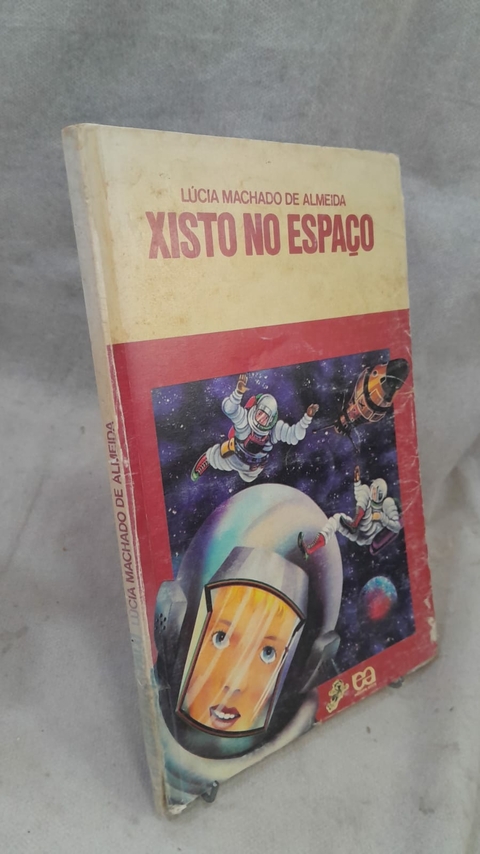 LÚCIA MACHADO DE ALMEIDA
XISTO NO ESPAÇO
LÚCIA MACHADO DE ALMEIDA